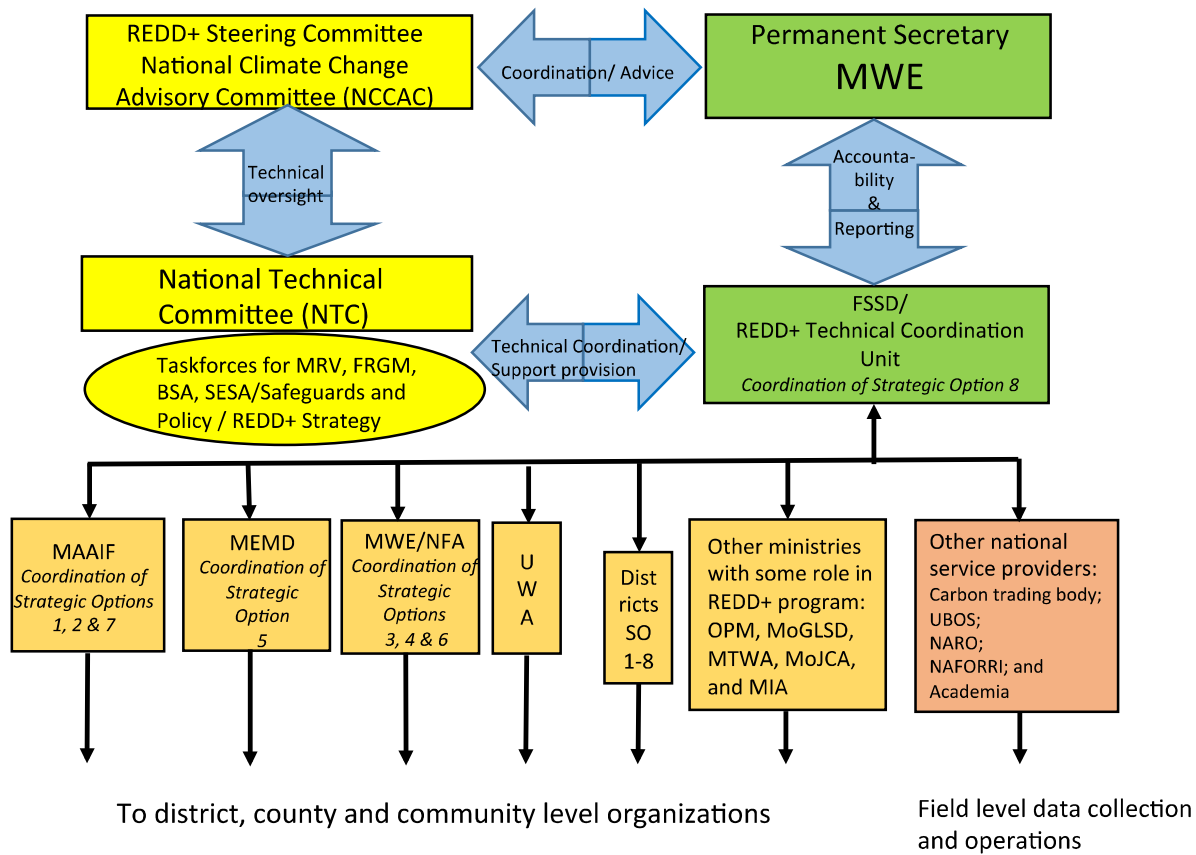 REDD+ Steering Committee
National Climate Change
Advisory Committee (NCCAC)
Coordination/ Advice
Permanent Secretary
MWE
Technical
oversight
Accounta-
bility
&
Reporting
National Technical
Committee (NTC)
Taskforces for MRV, FRGM,
BSA, SESA/Safeguards and
Policy / REDD+ Strategy
Technical Coordination/
Support provision
FSSD/
REDD+ Technical Coordination
Unit
Coordination of Strategic Option 8
MAAIF
Coordination of
Strategic Options
1, 2 & 7
MEMD
Coordination of
Strategic
Option
5
MWE/NFA
Coordination of
Strategic
Options
3, 4 & 6
U
W
A
Dist
ricts
SO
1-8
Other ministries
with some role in
REDD+ program:
OPM, MoGLSD,
MTWA, MoJCA,
and MIA
Other national
service providers:
Carbon trading body;
UBOS;
NARO;
NAFORRI; and
Academia
To district, county and community level organizations
Field level data collection
and operations